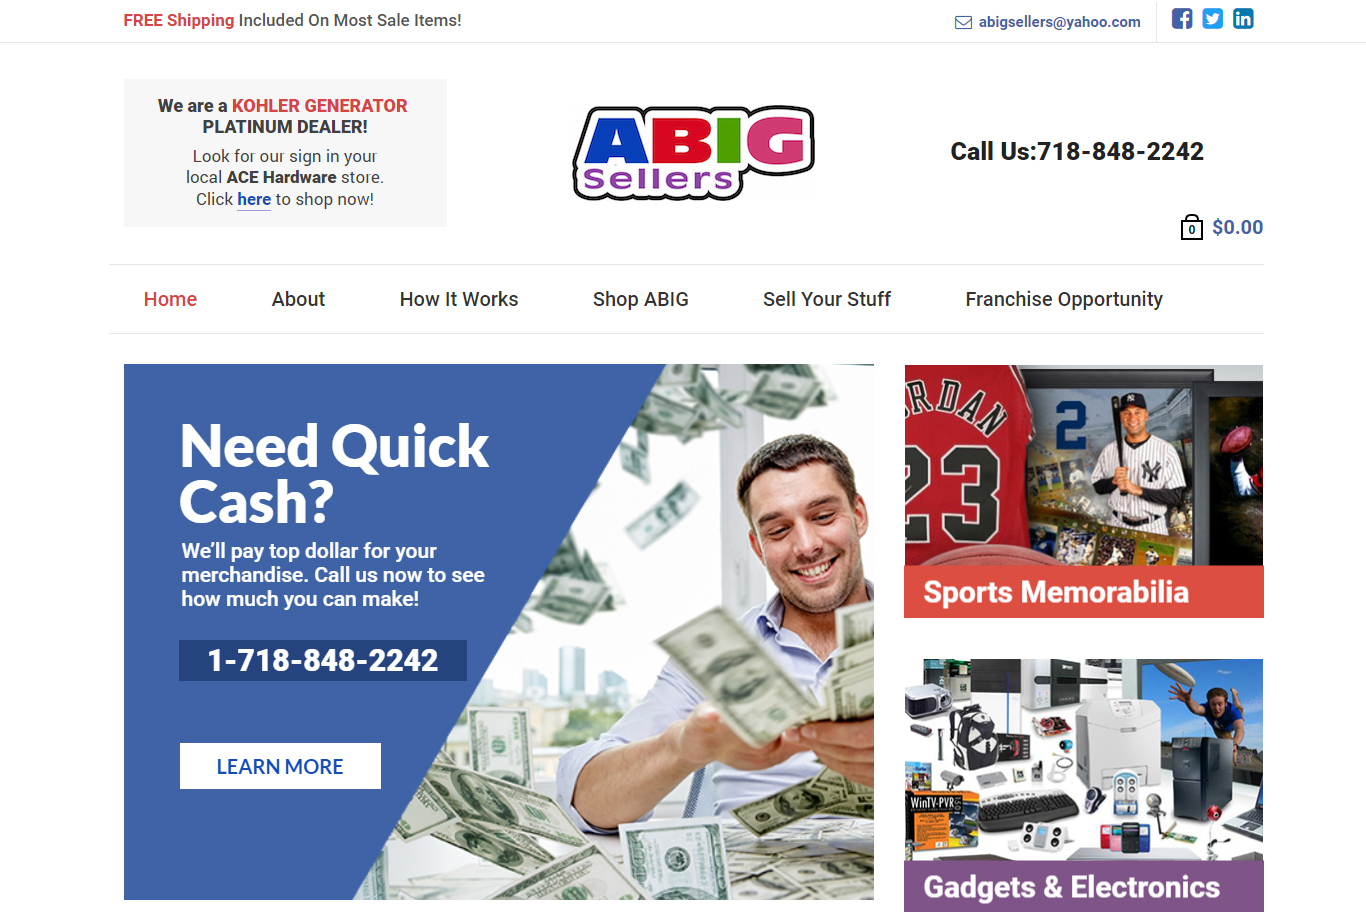 FREE Shipping Included On Most Sale Items!
abigsellers@yahoo.com
We are a KOHLER GENERATOR
PLATINUM DEALER!
Look for our sign in your
local ACE Hardware store.
Click here to shop now!
ABIG
Sellers
Call Us:718-848-2242
0 $0.00
Home About How It Works Shop ABIG Sell Your Stuff Franchise Opportunity
Need Quick
Cash?
We'll pay top dollar for your
merchandise. Call us now to see
how much you can make!
1-718-848-2242
LEARN MORE
RDAN
23
2
Sports Memorabilia
WinTV-PVR
Gadgets & Electronics